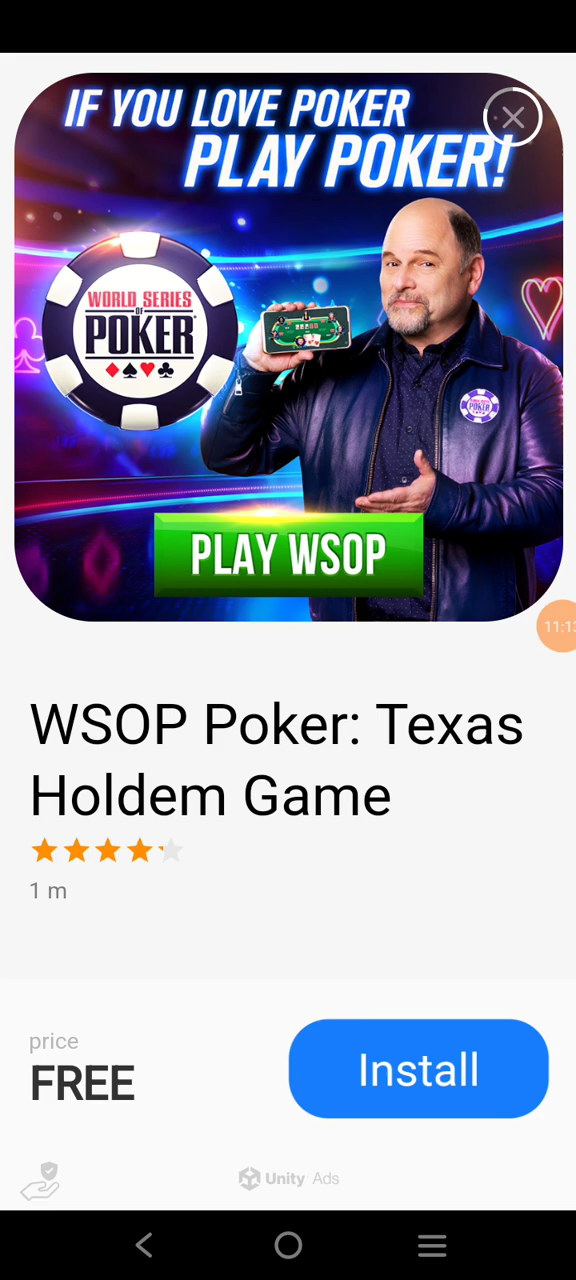 IF YOU LOVE POKER
PLAY POKER!
WORLD SERIES
OF
POKER
PLAY WSOP
11:13
WSOP Poker: Texas
Holdem Game
1 m
price
FREE
Install
Unity Ads